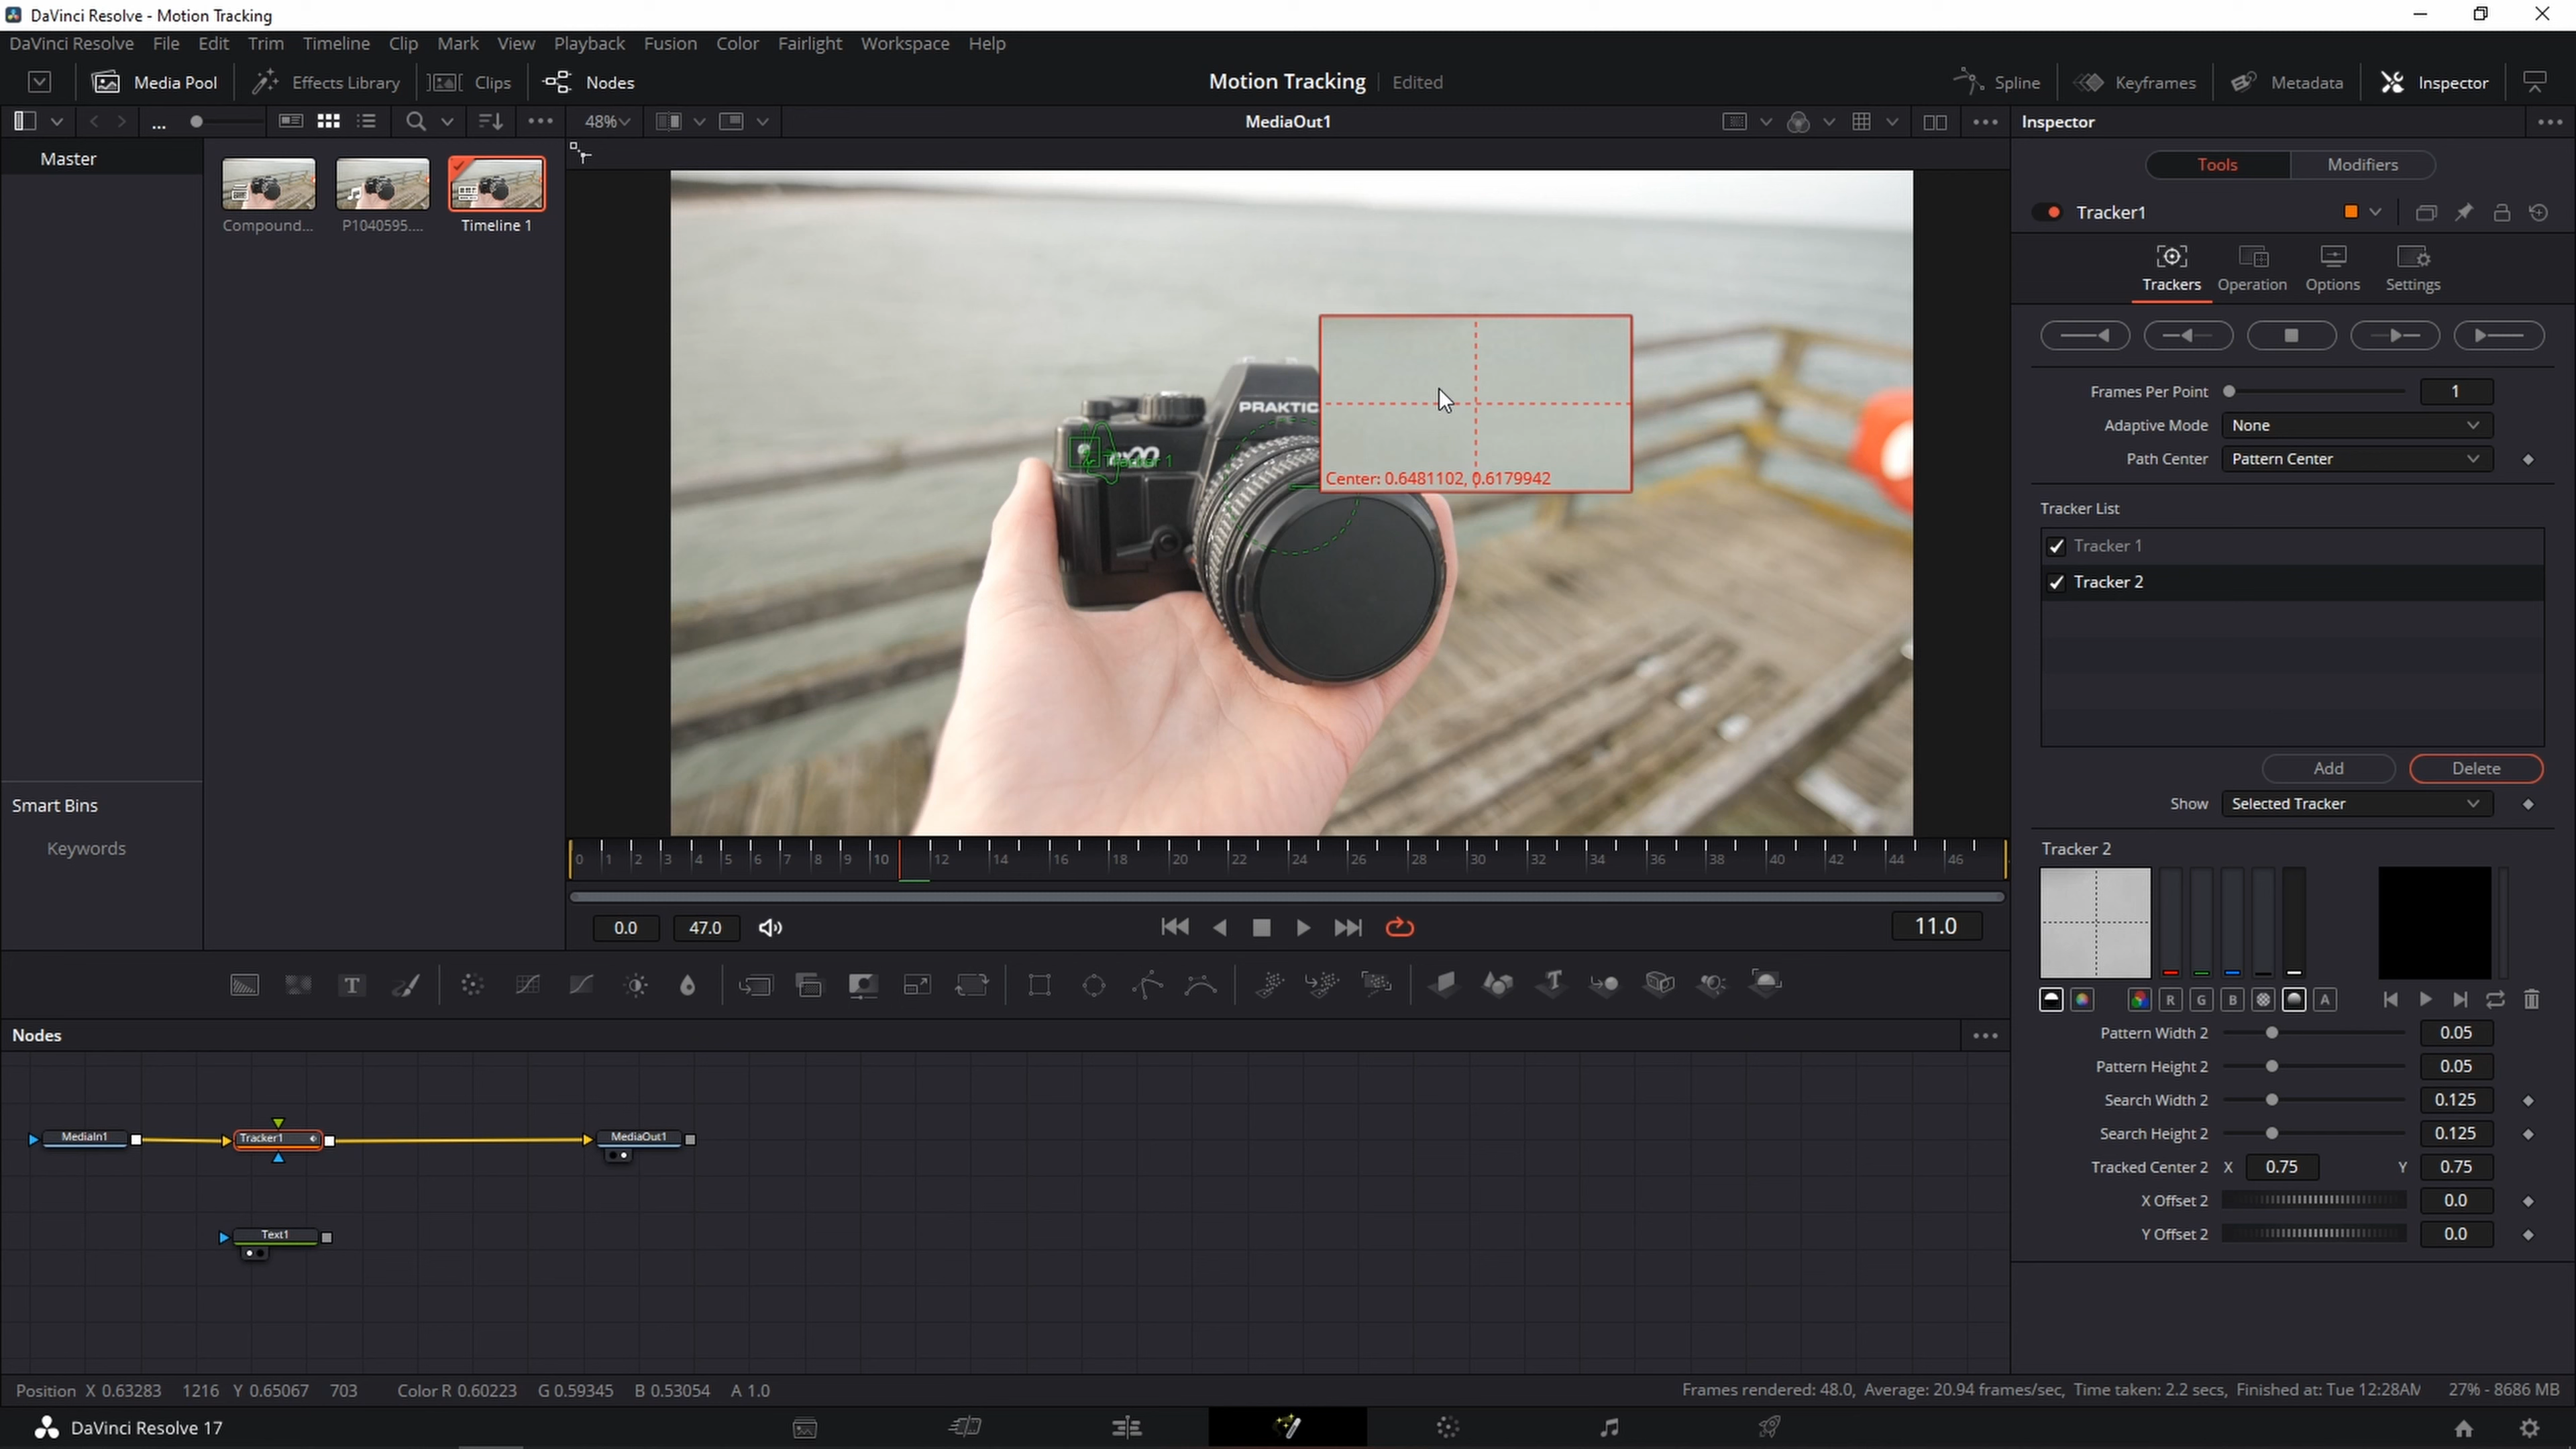 DaVinci Resolve - Motion Tracking
DaVinci Resolve File Edit Trim Timeline Clip Mark View Playback Fusion Color Fairlight Workspace Help
Media Pool Effects Library Clips Nodes Motion Tracking Edited Spline Keyframes Metadata Inspector
... 48% MediaOut1 Inspector
Master
Compound... P1040595.... Timeline 1
Smart Bins
Keywords
PRAKTIC
Tracker 1
Center: 0.6481102, 0.6179942
0 1 2 3 4 5 6 7 8 9 10 12 14 16 18 20 22 24 26 28 30 32 34 36 38 40 42 44 46
0.0 47.0 11.0
Tools Modifiers
Tracker1
Trackers Operation Options Settings
Frames Per Point 1
Adaptive Mode None
Path Center Pattern Center
Tracker List
Tracker 1
Tracker 2
Add Delete
Show Selected Tracker
Tracker 2
R G B A
Pattern Width 2 0.05
Pattern Height 2 0.05
Search Width 2 0.125
Search Height 2 0.125
Tracked Center 2 X 0.75 Y 0.75
X Offset 2 0.0
Y Offset 2 0.0
T T
Nodes
MediaIn1 Tracker1 MediaOut1
Text1
Position X 0.63283 1216 Y 0.65067 703 Color R 0.60223 G 0.59345 B 0.53054 A 1.0 Frames rendered: 48.0, Average: 20.94 frames/sec, Time taken: 2.2 secs, Finished at: Tue 12:28AM 27% - 8686 MB
DaVinci Resolve 17